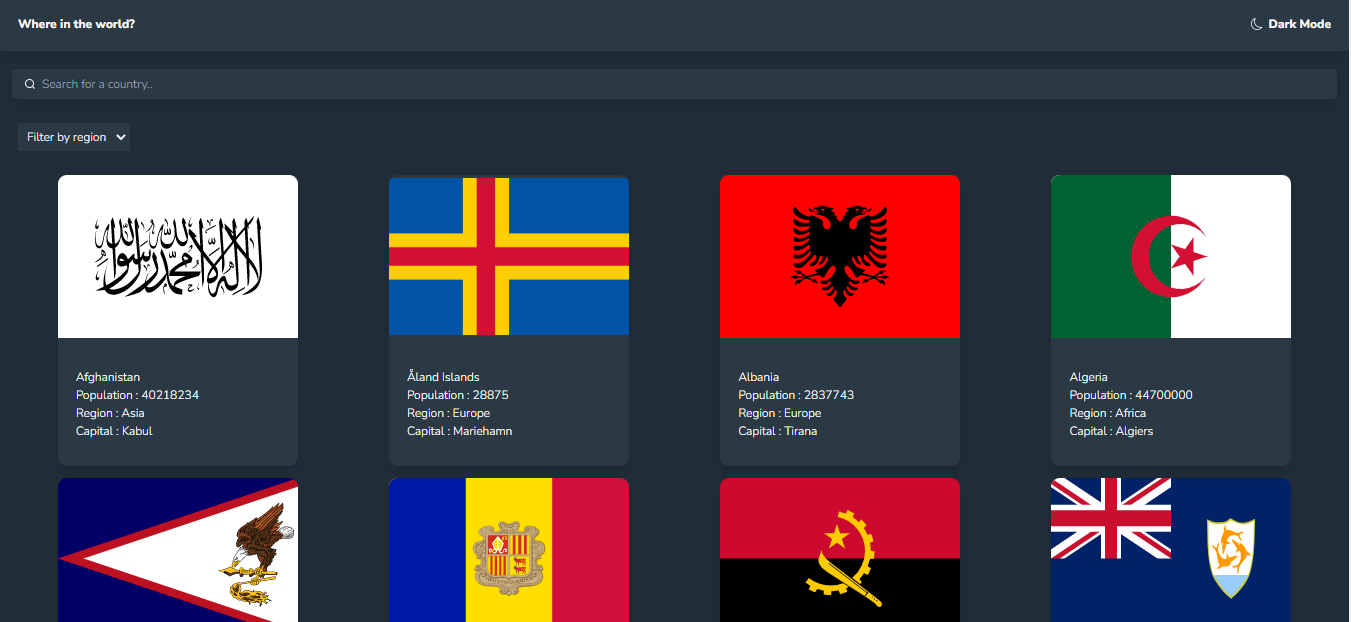 Where in the world?
Dark Mode
Search for a country..
Filter by region
لا إله إلا الله محمد رسول الله
Afghanistan
Population : 40218234
Region : Asia
Capital : Kabul
Åland Islands
Population : 28875
Region : Europe
Capital : Mariehamn
Albania
Population : 2837743
Region : Europe
Capital : Tirana
Algeria
Population : 44700000
Region : Africa
Capital : Algiers